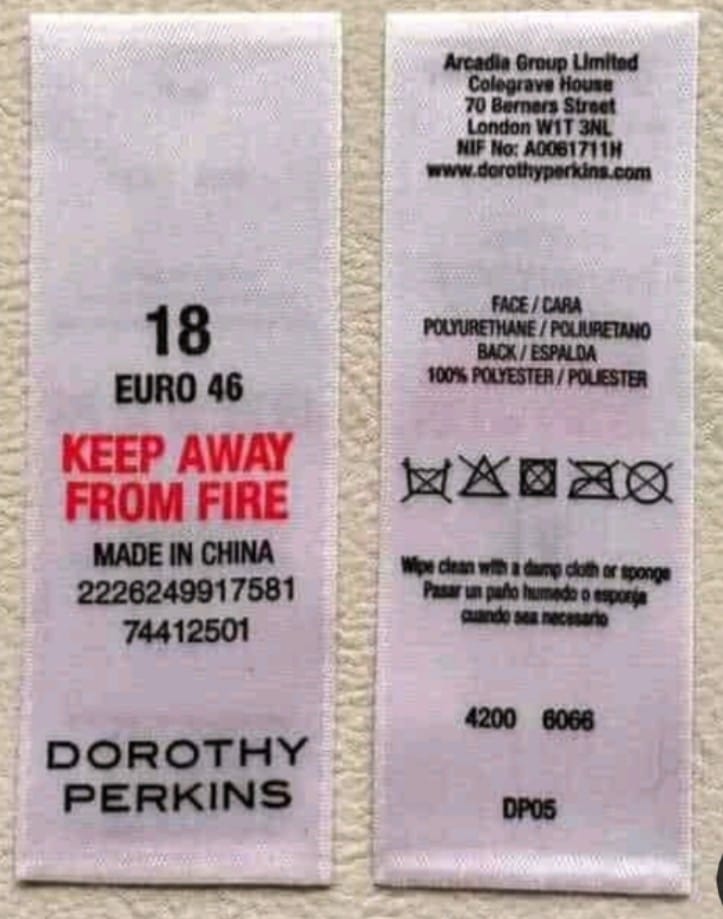 18
EURO 46
KEEP AWAY
FROM FIRE
MADE IN CHINA
2226249917581
74412501
DOROTHY
PERKINS
Arcadia Group Limited
Colegrave House
70 Berners Street
London W1T 3NL
NIF No: A0061711H
www.dorothyperkins.com
FACE / CARA
POLYURETHANE / POLIURETANO
BACK / ESPALDA
100% POLYESTER / POLIESTER
Wipe clean with a damp cloth or sponge
Pasar un paño humedo o esponja
cuando sea necesario
4200 6066
DP05